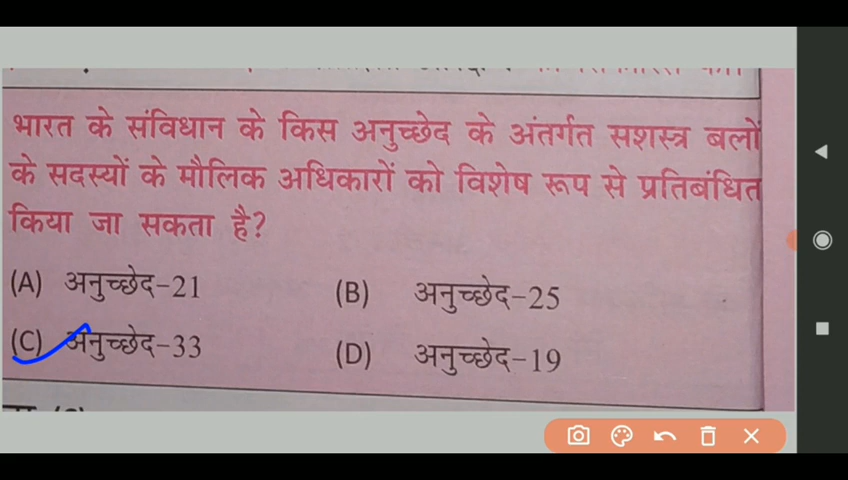 भारत के संविधान के किस अनुच्छेद के अंतर्गत सशस्त्र बलों
के सदस्यों के मौलिक अधिकारों को विशेष रूप से प्रतिबंधित
किया जा सकता है?
(A) अनुच्छेद-21 (B) अनुच्छेद-25
(C) अनुच्छेद-33 (D) अनुच्छेद-19